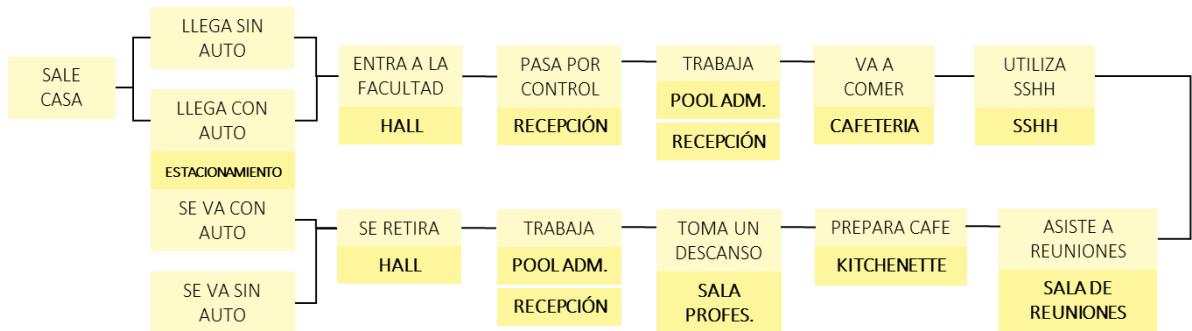 SALE
CASA
LLEGA SIN
AUTO
LLEGA CON
AUTO
ESTACIONAMIENTO
ENTRA A LA
FACULTAD
HALL
PASA POR
CONTROL
RECEPCIÓN
TRABAJA
POOL ADM.
RECEPCIÓN
VA A
COMER
CAFETERIA
UTILIZA
SSHH
SSHH
ASISTE A
REUNIONES
SALA DE
REUNIONES
PREPARA CAFE
KITCHENETTE
TOMA UN
DESCANSO
SALA
PROFES.
TRABAJA
POOL ADM.
RECEPCIÓN
SE RETIRA
HALL
SE VA CON
AUTO
SE VA SIN
AUTO